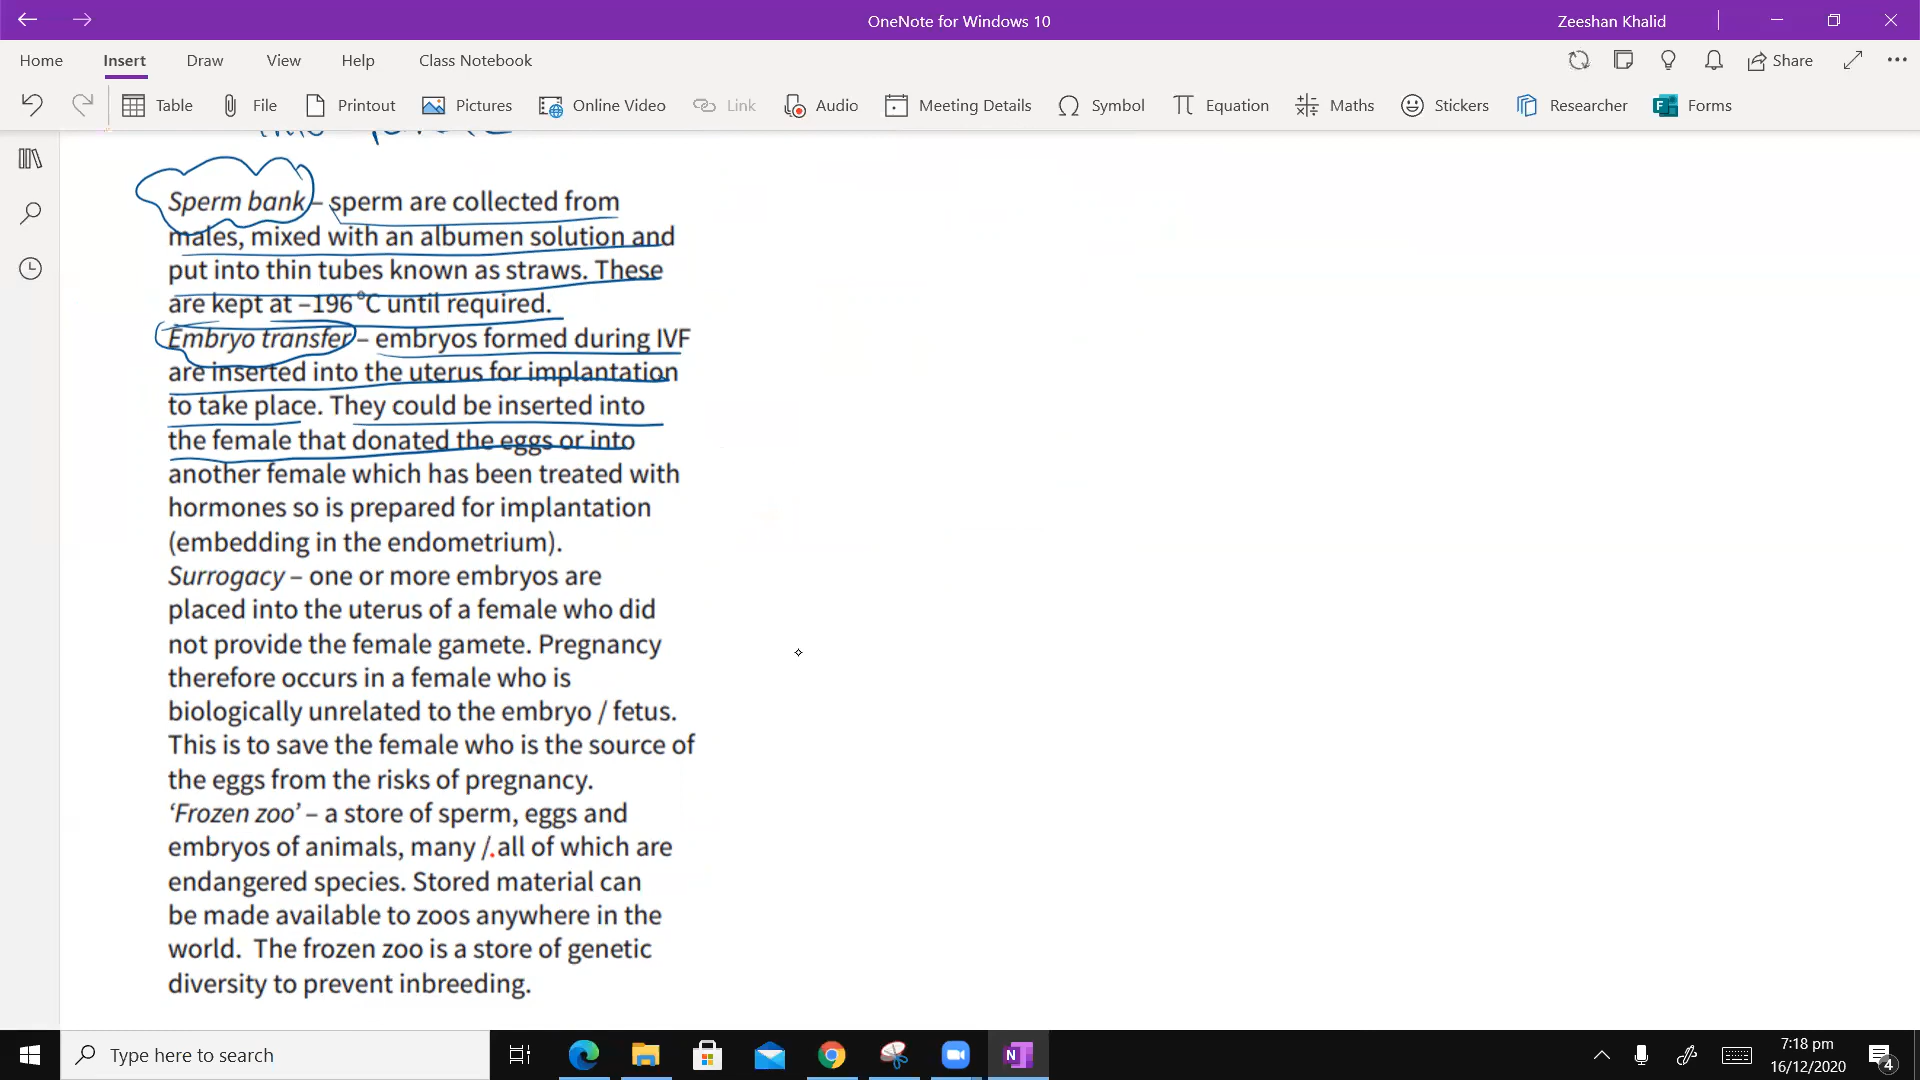 OneNote for Windows 10
Zeeshan Khalid
Home Insert Draw View Help Class Notebook Share
Table File Printout Pictures Online Video Link Audio Meeting Details Symbol Equation Maths Stickers Researcher Forms
Sperm bank – sperm are collected from
males, mixed with an albumen solution and
put into thin tubes known as straws. These
are kept at –196 °C until required.
Embryo transfer – embryos formed during IVF
are inserted into the uterus for implantation
to take place. They could be inserted into
the female that donated the eggs or into
another female which has been treated with
hormones so is prepared for implantation
(embedding in the endometrium).
Surrogacy – one or more embryos are
placed into the uterus of a female who did
not provide the female gamete. Pregnancy
therefore occurs in a female who is
biologically unrelated to the embryo / fetus.
This is to save the female who is the source of
the eggs from the risks of pregnancy.
‘Frozen zoo’ – a store of sperm, eggs and
embryos of animals, many / all of which are
endangered species. Stored material can
be made available to zoos anywhere in the
world. The frozen zoo is a store of genetic
diversity to prevent inbreeding.
Type here to search
7:18 pm
16/12/2020
4